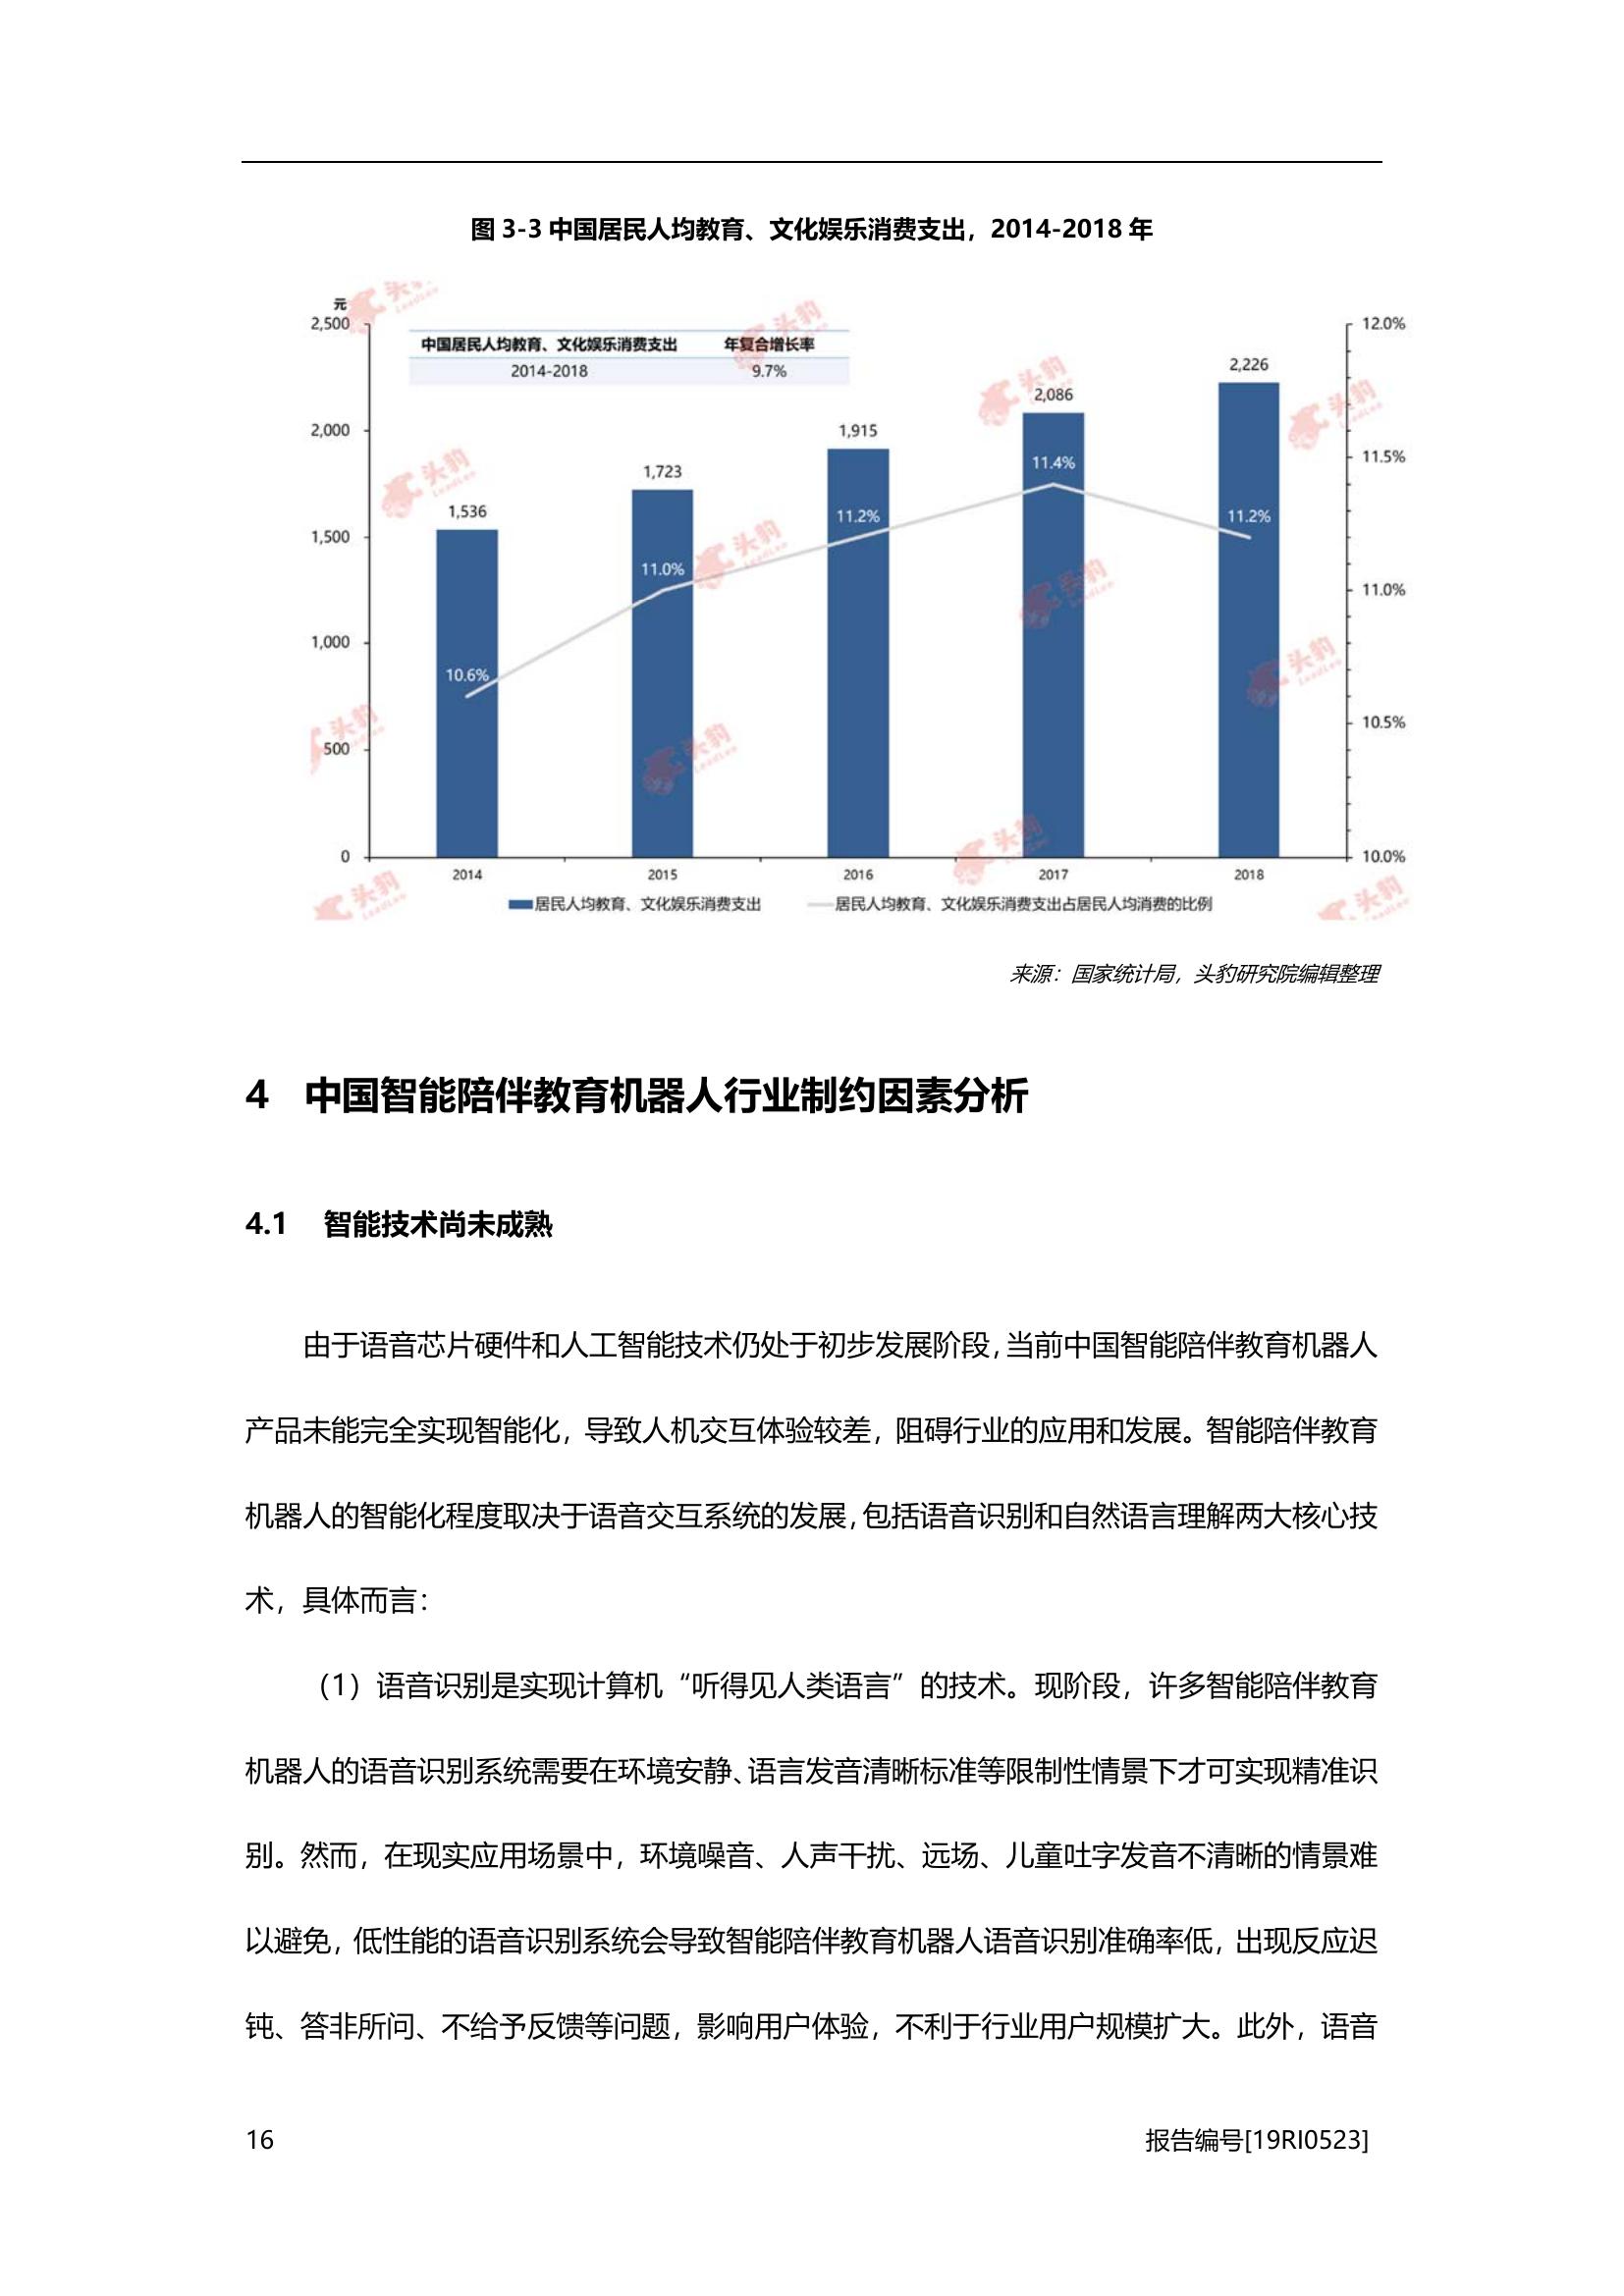 图 3-3 中国居民人均教育、文化娱乐消费支出，2014-2018 年
元
2,500
2,000
1,500
1,000
500
0
12.0%
11.5%
11.0%
10.5%
10.0%
中国居民人均教育、文化娱乐消费支出 年复合增长率
2014-2018 9.7%
1,536
1,723
1,915
2,086
2,226
10.6%
11.0%
11.2%
11.4%
11.2%
2014 2015 2016 2017 2018
居民人均教育、文化娱乐消费支出 居民人均教育、文化娱乐消费支出占居民人均消费的比例
头豹
LeadLeo
来源：国家统计局，头豹研究院编辑整理
4 中国智能陪伴教育机器人行业制约因素分析
4.1 智能技术尚未成熟
由于语音芯片硬件和人工智能技术仍处于初步发展阶段，当前中国智能陪伴教育机器人
产品未能完全实现智能化，导致人机交互体验较差，阻碍行业的应用和发展。智能陪伴教育
机器人的智能化程度取决于语音交互系统的发展，包括语音识别和自然语言理解两大核心技
术，具体而言：
（1）语音识别是实现计算机“听得见人类语言”的技术。现阶段，许多智能陪伴教育
机器人的语音识别系统需要在环境安静、语言发音清晰标准等限制性情景下才可实现精准识
别。然而，在现实应用场景中，环境噪音、人声干扰、远场、儿童吐字发音不清晰的情景难
以避免，低性能的语音识别系统会导致智能陪伴教育机器人语音识别准确率低，出现反应迟
钝、答非所问、不给予反馈等问题，影响用户体验，不利于行业用户规模扩大。此外，语音
16 报告编号[19RI0523]